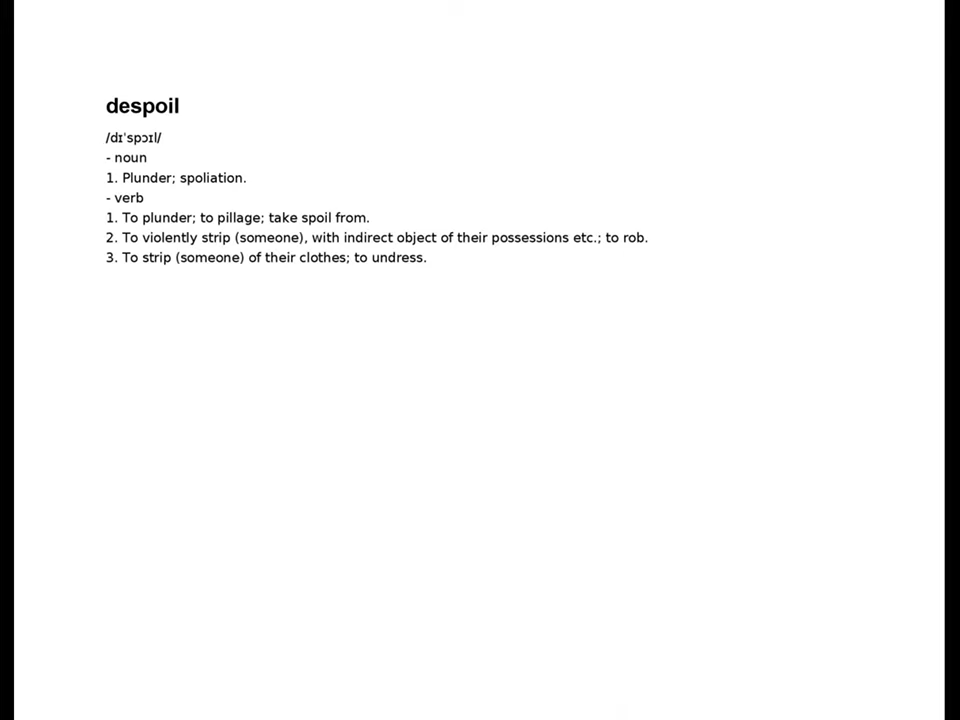 despoil
/dɪˈspɔɪl/
- noun
1. Plunder; spoliation.
- verb
1. To plunder; to pillage; take spoil from.
2. To violently strip (someone), with indirect object of their possessions etc.; to rob.
3. To strip (someone) of their clothes; to undress.